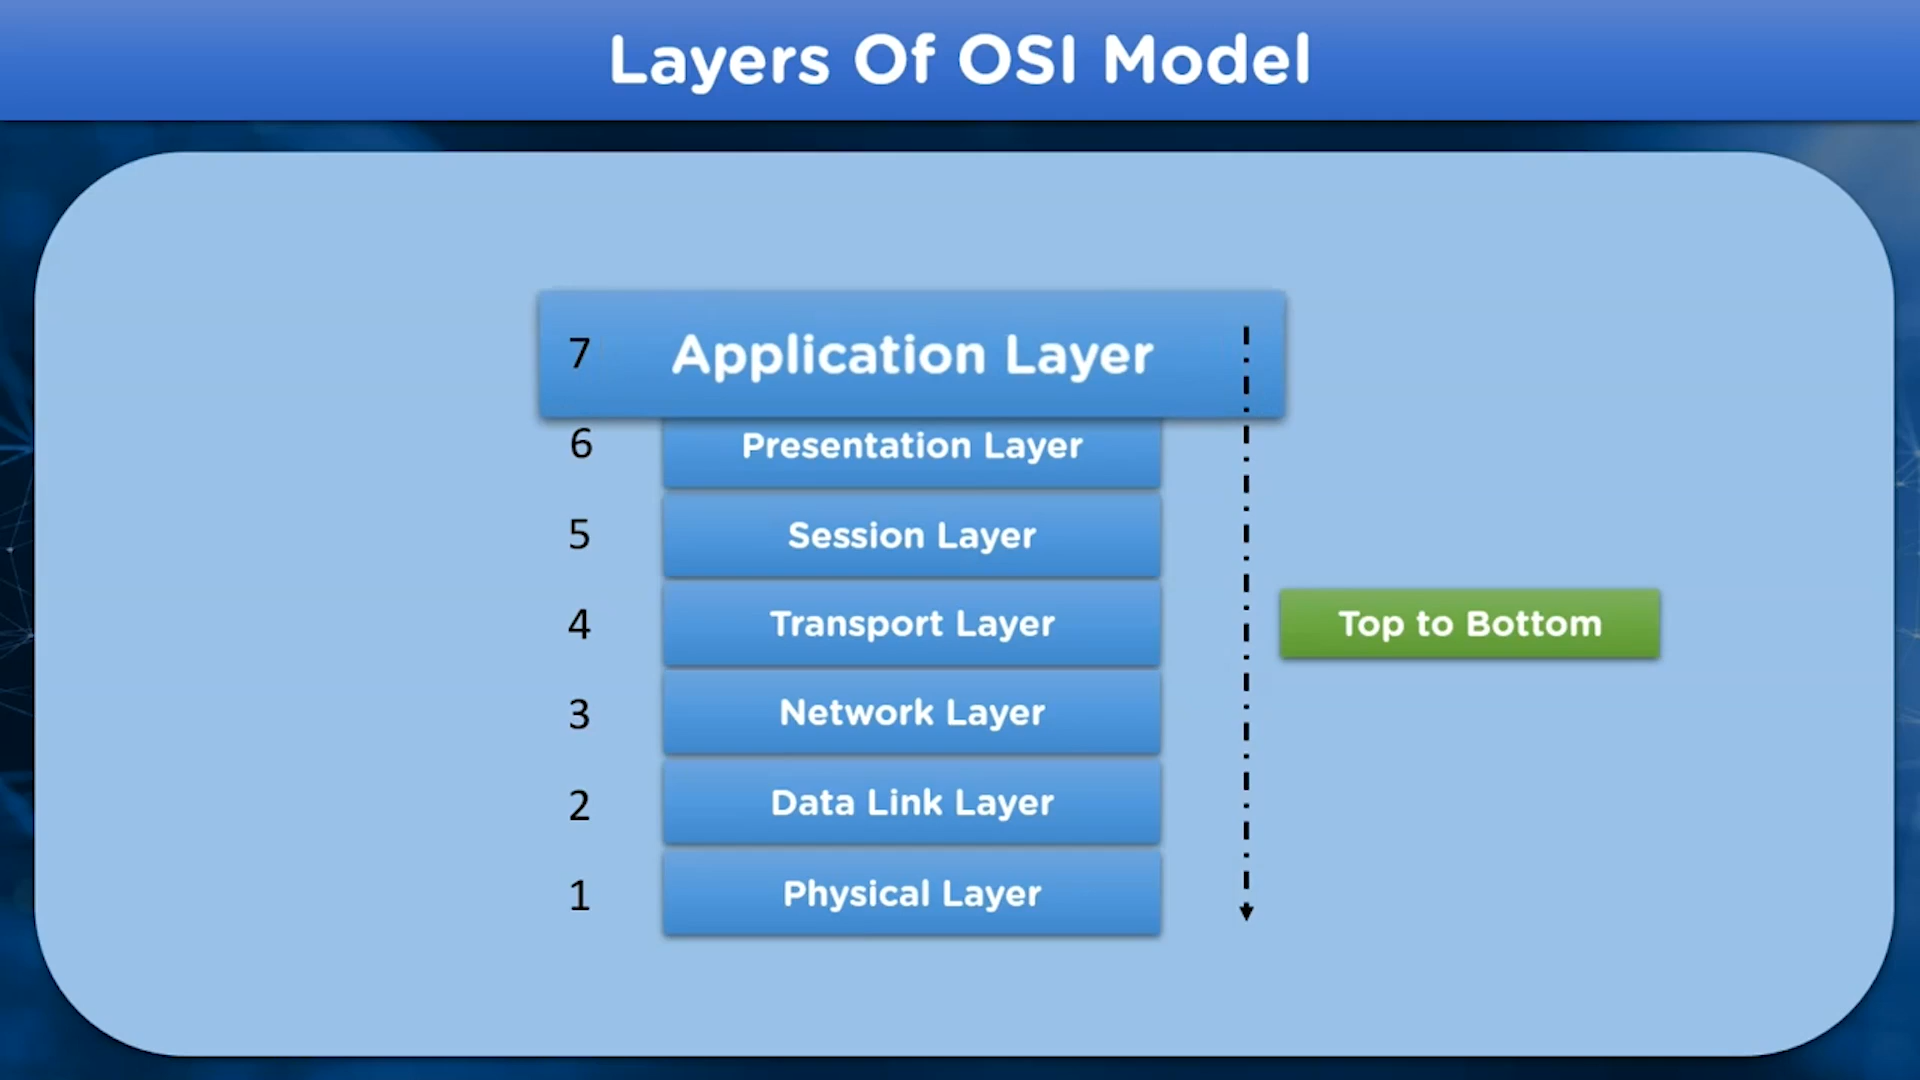 Layers Of OSI Model
7 Application Layer
6 Presentation Layer
5 Session Layer
4 Transport Layer
Top to Bottom
3 Network Layer
2 Data Link Layer
1 Physical Layer